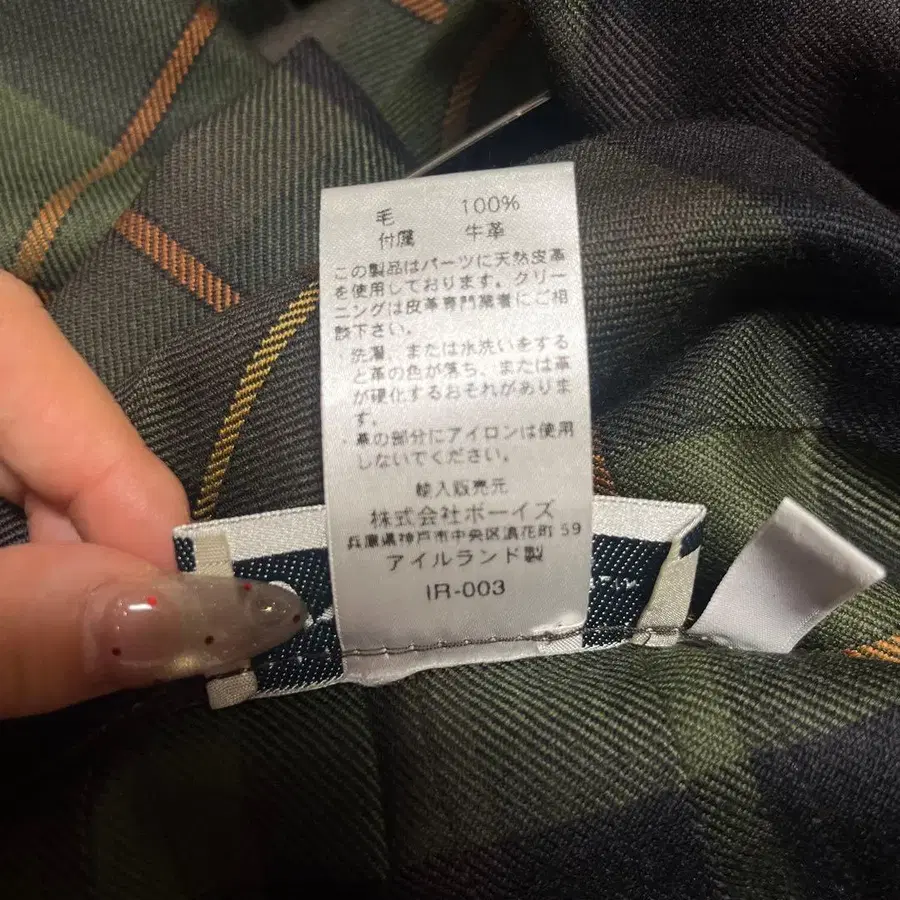 毛 100%
付属 牛革
この製品はパーツに天然皮革
を使用しております。クリー
ニングは皮革専門業者にご相
談下さい。
・洗濯、または水洗いをする
と革の色が落ち、または革
が硬化するおそれがありま
す。
・革の部分にアイロンは使用
しないでください。
輸入販売元
株式会社ボーイズ
兵庫県神戸市中央区浪花町 59
アイルランド製
IR-003